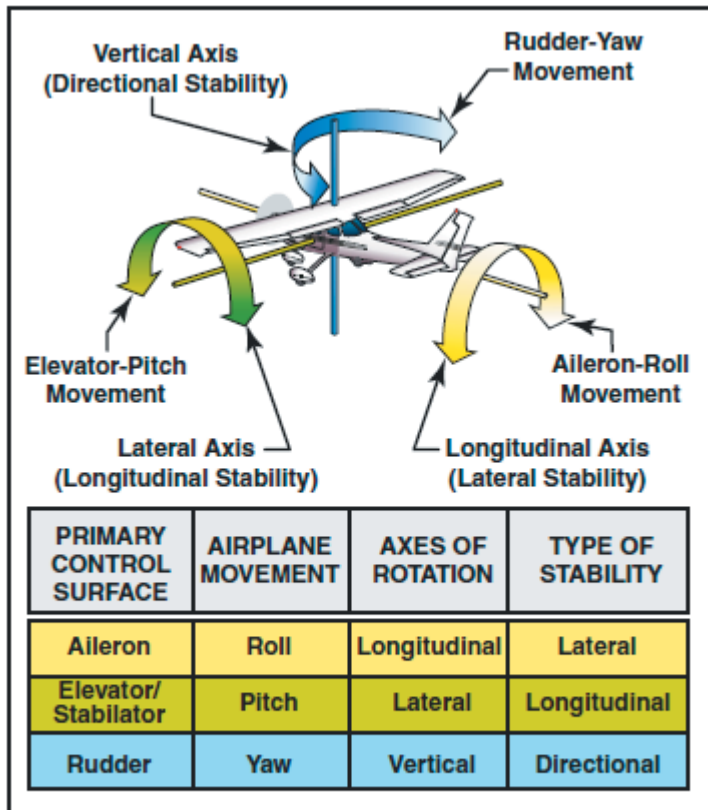 Vertical Axis
(Directional Stability)
Rudder-Yaw
Movement
Elevator-Pitch
Movement
Aileron-Roll
Movement
Lateral Axis
(Longitudinal Stability)
Longitudinal Axis
(Lateral Stability)
PRIMARY
CONTROL
SURFACE
AIRPLANE
MOVEMENT
AXES OF
ROTATION
TYPE OF
STABILITY
Aileron
Roll
Longitudinal
Lateral
Elevator/
Stabilator
Pitch
Lateral
Longitudinal
Rudder
Yaw
Vertical
Directional